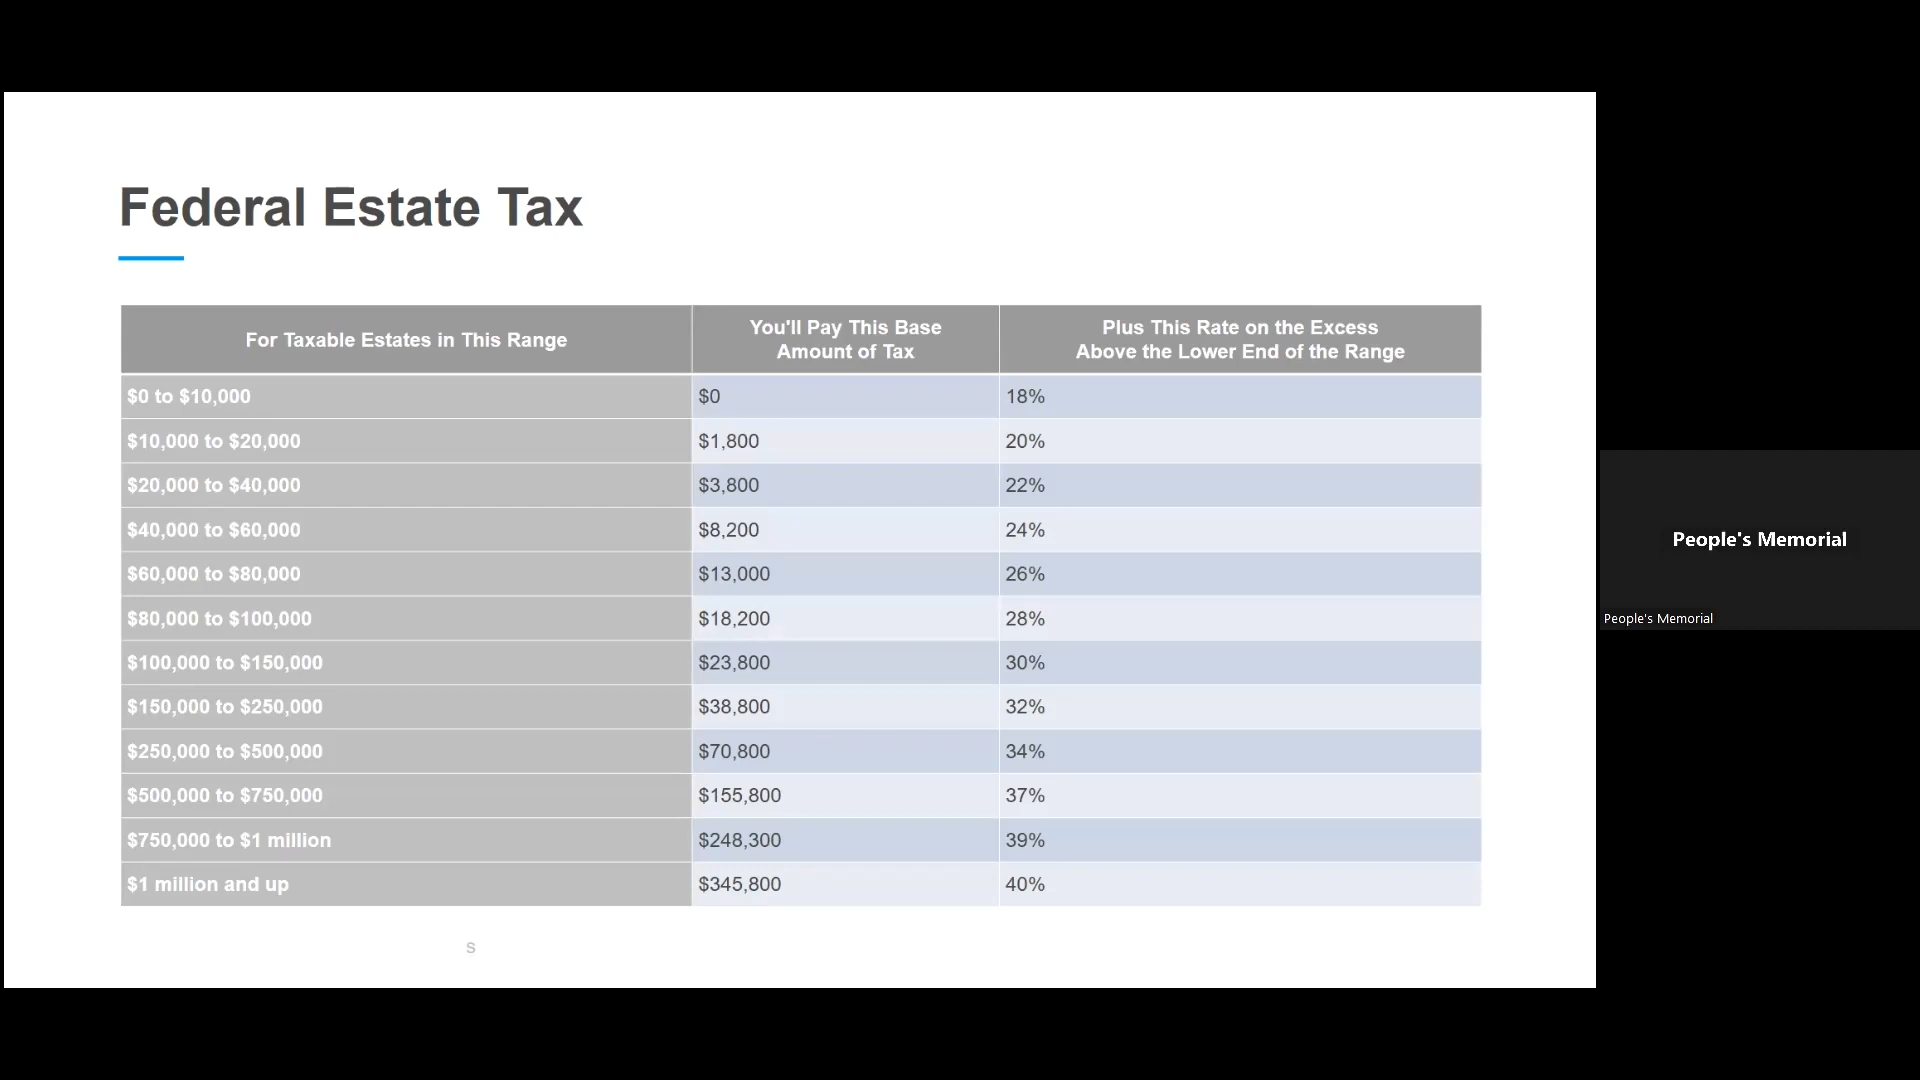 Federal Estate Tax
For Taxable Estates in This Range
You'll Pay This Base
Amount of Tax
Plus This Rate on the Excess
Above the Lower End of the Range
$0 to $10,000 $0 18%
$10,000 to $20,000 $1,800 20%
$20,000 to $40,000 $3,800 22%
$40,000 to $60,000 $8,200 24%
$60,000 to $80,000 $13,000 26%
$80,000 to $100,000 $18,200 28%
$100,000 to $150,000 $23,800 30%
$150,000 to $250,000 $38,800 32%
$250,000 to $500,000 $70,800 34%
$500,000 to $750,000 $155,800 37%
$750,000 to $1 million $248,300 39%
$1 million and up $345,800 40%
s
People's Memorial
People's Memorial